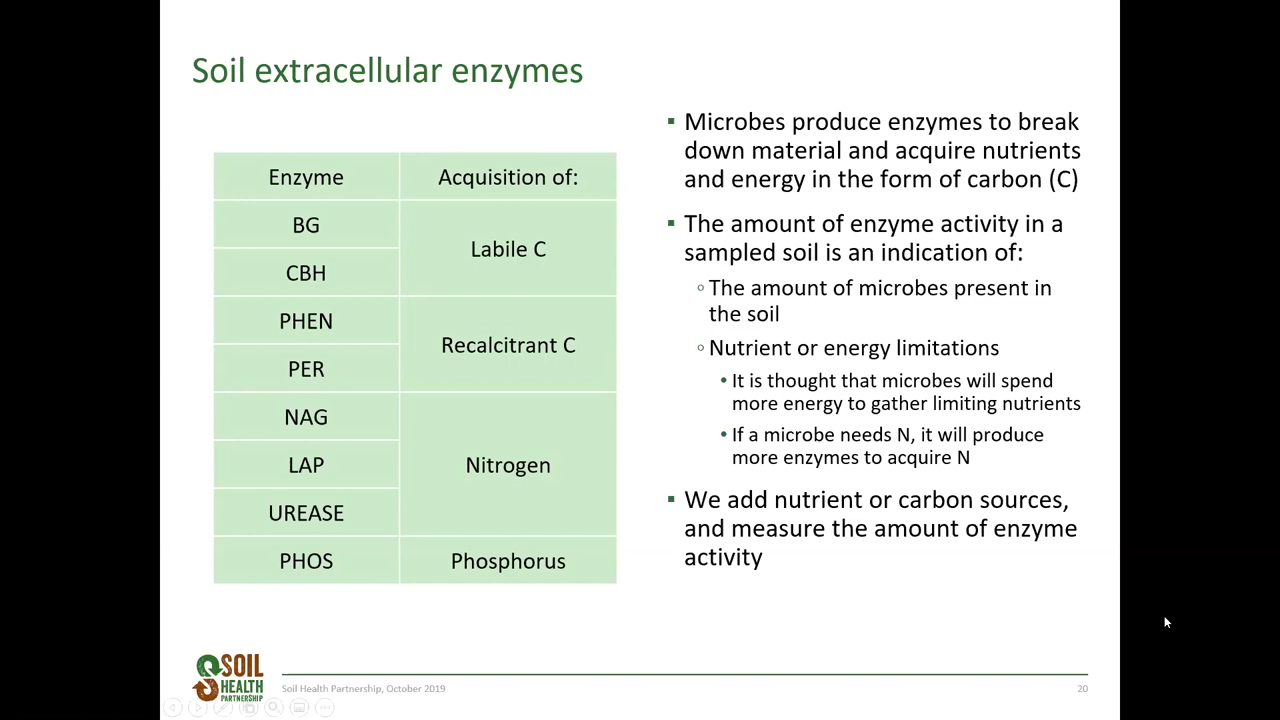 Soil extracellular enzymes
Enzyme
Acquisition of:
BG
CBH
Labile C
PHEN
PER
Recalcitrant C
NAG
LAP
UREASE
Nitrogen
PHOS
Phosphorus
Microbes produce enzymes to break
down material and acquire nutrients
and energy in the form of carbon (C)
The amount of enzyme activity in a
sampled soil is an indication of:
The amount of microbes present in
the soil
Nutrient or energy limitations
It is thought that microbes will spend
more energy to gather limiting nutrients
If a microbe needs N, it will produce
more enzymes to acquire N
We add nutrient or carbon sources,
and measure the amount of enzyme
activity
SOIL
HEALTH
PARTNERSHIP
Soil Health Partnership, October 2019
20